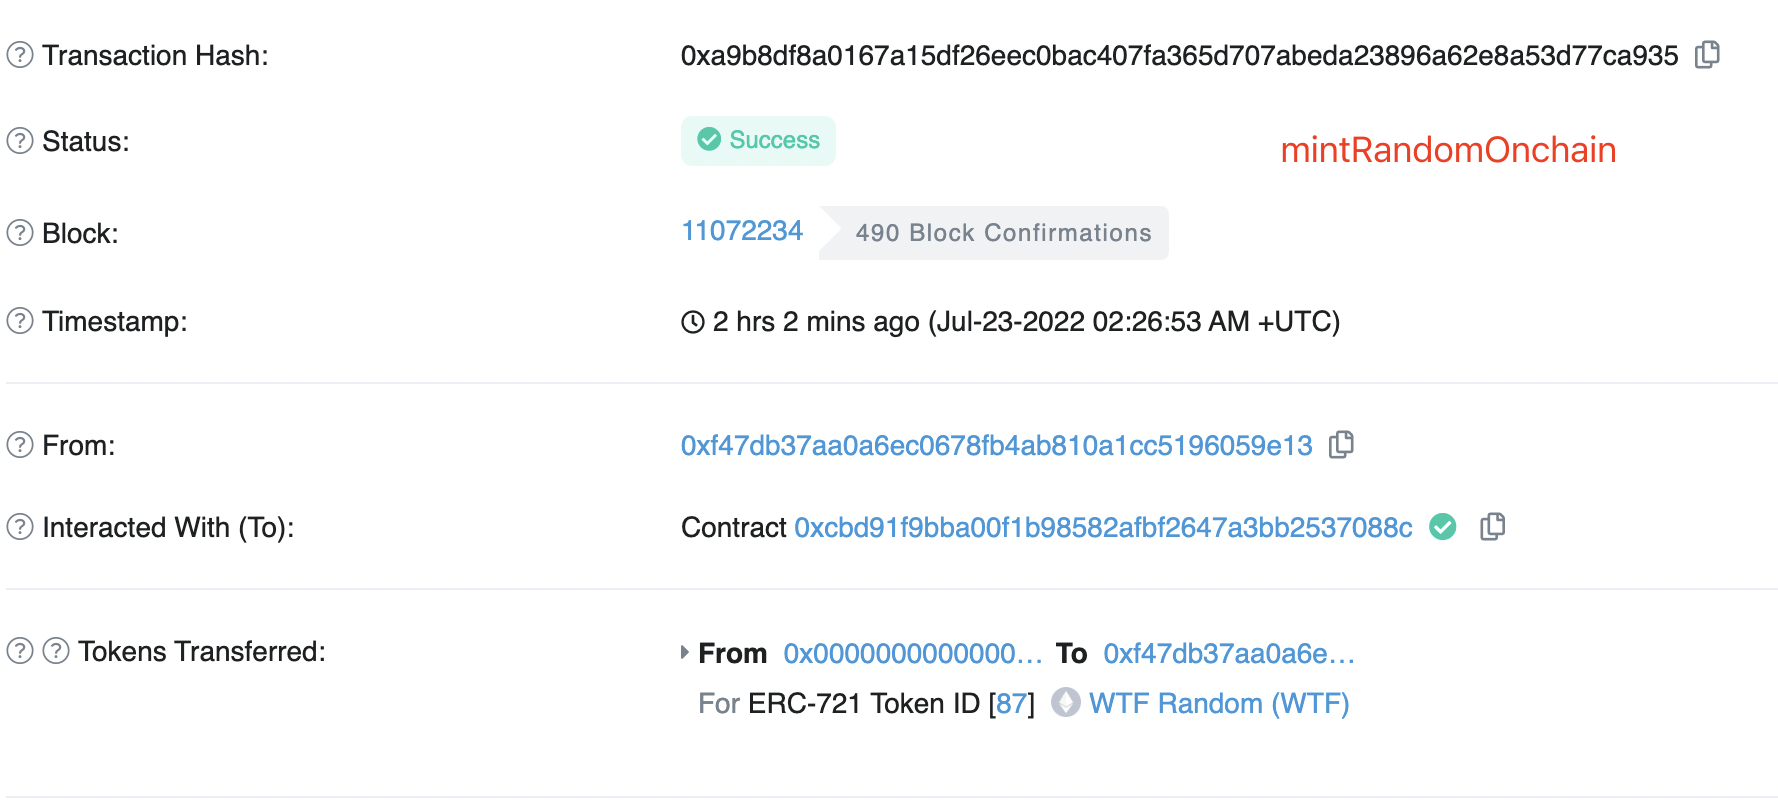 Transaction Hash: 0xa9b8df8a0167a15df26eec0bac407fa365d707abeda23896a62e8a53d77ca935
Status: Success mintRandomOnchain
Block: 11072234 490 Block Confirmations
Timestamp: 2 hrs 2 mins ago (Jul-23-2022 02:26:53 AM +UTC)
From: 0xf47db37aa0a6ec0678fb4ab810a1cc5196059e13
Interacted With (To): Contract 0xcbd91f9bba00f1b98582afbf2647a3bb2537088c
Tokens Transferred: From 0x0000000000000... To 0xf47db37aa0a6e...
For ERC-721 Token ID [87] WTF Random (WTF)